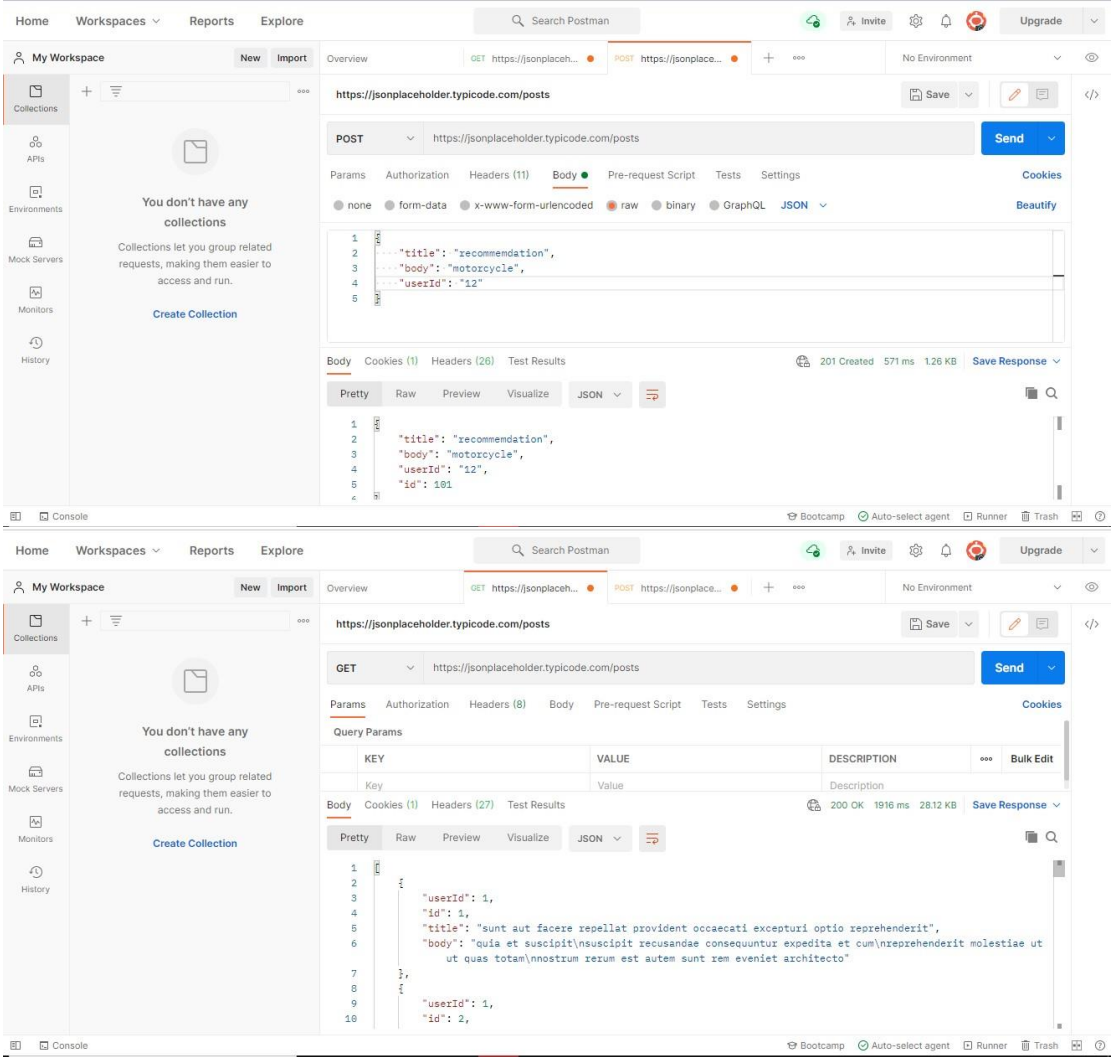 Home Workspaces Reports Explore Search Postman Invite Upgrade
My Workspace New Import Overview GET https://jsonplaceh... POST https://jsonplace... No Environment
Collections
https://jsonplaceholder.typicode.com/posts Save
POST https://jsonplaceholder.typicode.com/posts Send
APIs
Params Authorization Headers (11) Body Pre-request Script Tests Settings Cookies
Environments
You don't have any
collections
none form-data x-www-form-urlencoded raw binary GraphQL JSON Beautify
Mock Servers
Collections let you group related
requests, making them easier to
access and run.
1 {
2 "title": "recommemdation",
3 "body": "motorcycle",
4 "userId": "12"
5 }
Monitors
Create Collection
History
Body Cookies (1) Headers (26) Test Results 201 Created 571 ms 1.26 KB Save Response
Pretty Raw Preview Visualize JSON
1 {
2 "title": "recommemdation",
3 "body": "motorcycle",
4 "userId": "12",
5 "id": 101
6 }
Console Bootcamp Auto-select agent Runner Trash
Home Workspaces Reports Explore Search Postman Invite Upgrade
My Workspace New Import Overview GET https://jsonplaceh... POST https://jsonplace... No Environment
Collections
https://jsonplaceholder.typicode.com/posts Save
GET https://jsonplaceholder.typicode.com/posts Send
APIs
Params Authorization Headers (8) Body Pre-request Script Tests Settings Cookies
Environments
You don't have any
collections
Query Params
KEY VALUE DESCRIPTION Bulk Edit
Key Value Description
Mock Servers
Collections let you group related
requests, making them easier to
access and run.
Monitors
Create Collection
History
Body Cookies (1) Headers (27) Test Results 200 OK 1916 ms 28.12 KB Save Response
Pretty Raw Preview Visualize JSON
1 [
2 {
3 "userId": 1,
4 "id": 1,
5 "title": "sunt aut facere repellat provident occaecati excepturi optio reprehenderit",
6 "body": "quia et suscipit\nsuscipit recusandae consequuntur expedita et cum\nreprehenderit molestiae ut
ut quas totam\nnostrum rerum est autem sunt rem eveniet architecto"
7 },
8 {
9 "userId": 1,
10 "id": 2,
Console Bootcamp Auto-select agent Runner Trash